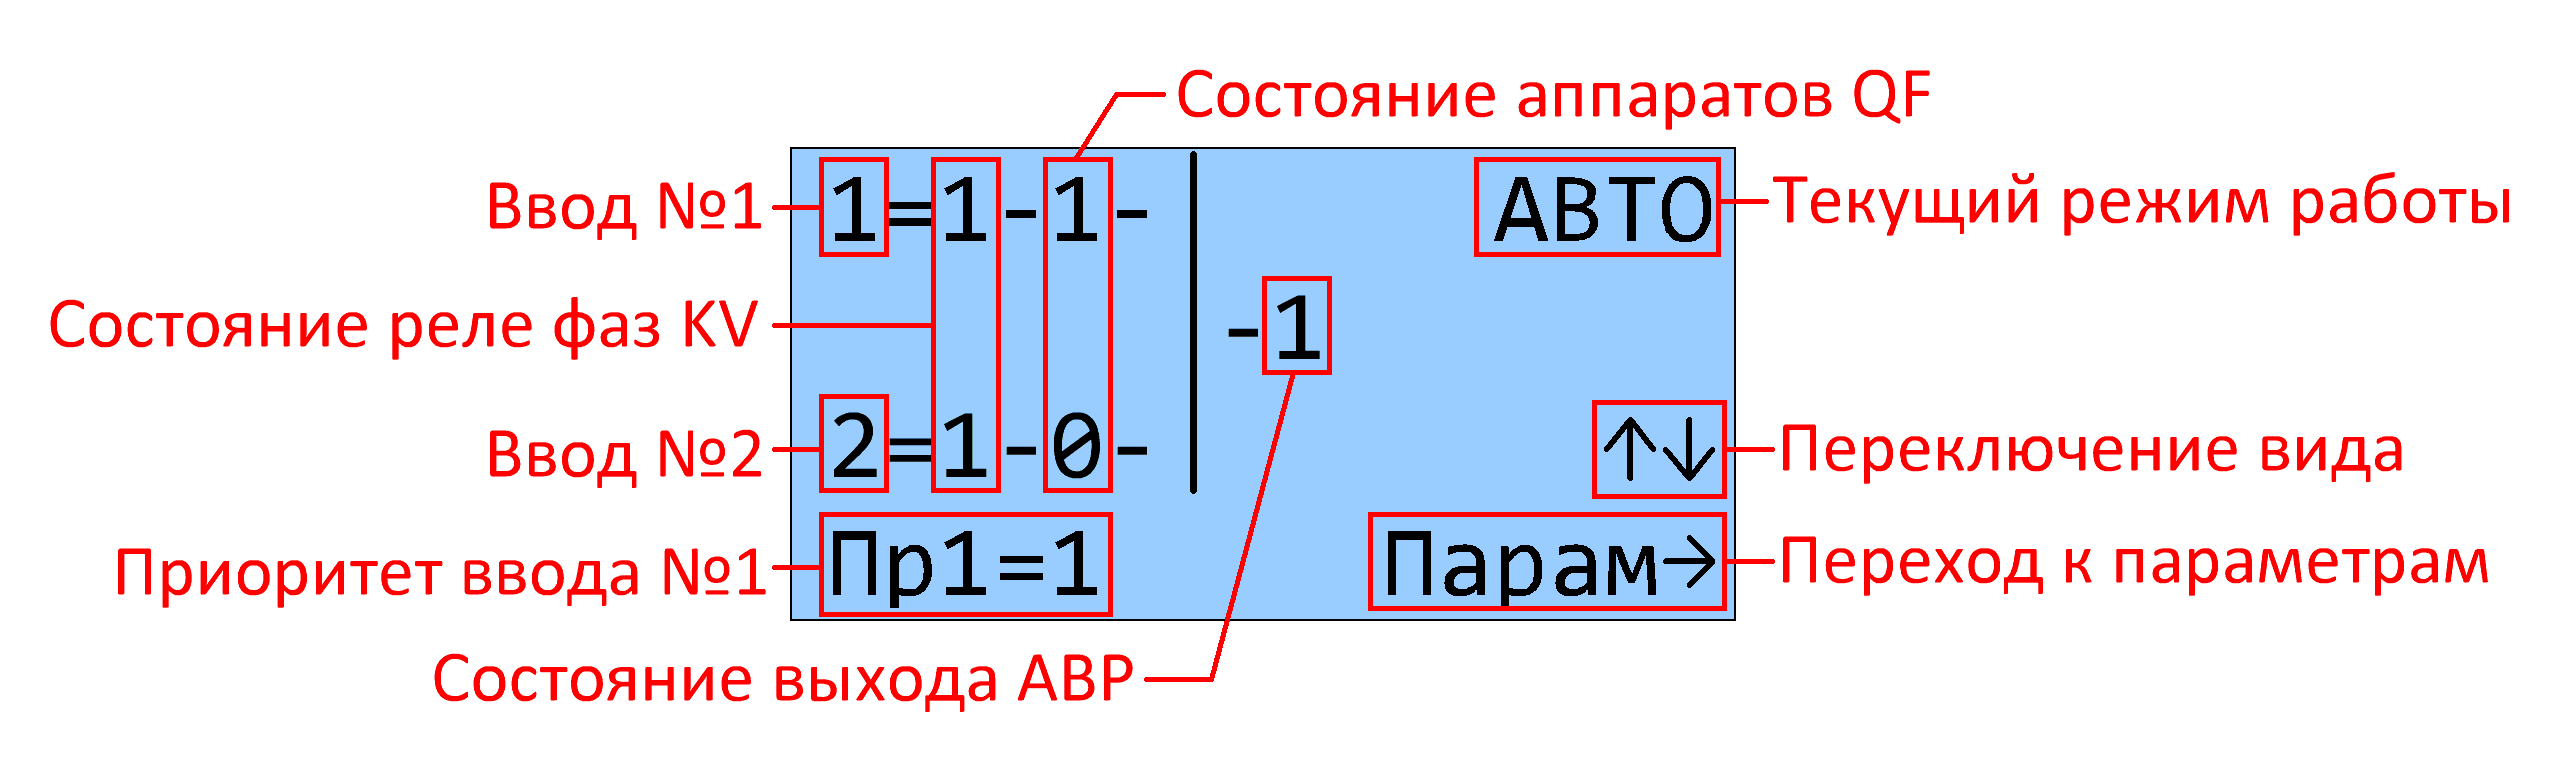 Состояние аппаратов QF
Ввод №1
1=1-1-
АВТО
Текущий режим работы
Состояние реле фаз KV
-1
Ввод №2
2=1-0-
↑↓
Переключение вида
Приоритет ввода №1
Пр1=1
Парам→
Переход к параметрам
Состояние выхода АВР